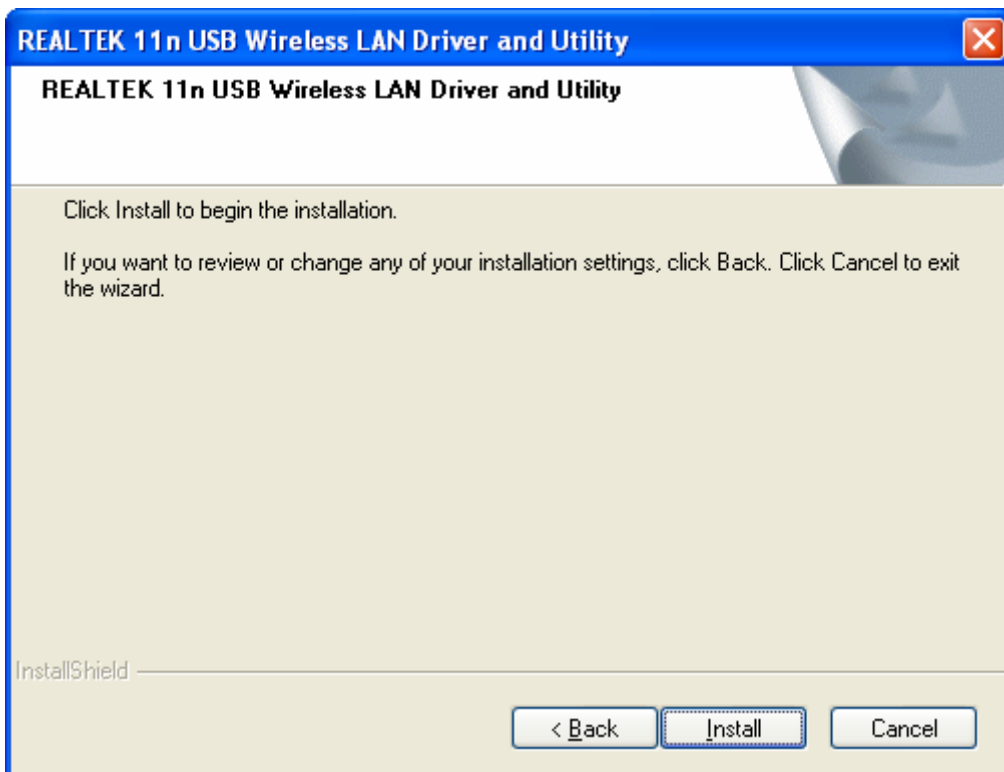 REALTEK 11n USB Wireless LAN Driver and Utility
REALTEK 11n USB Wireless LAN Driver and Utility
Click Install to begin the installation.
If you want to review or change any of your installation settings, click Back. Click Cancel to exit
the wizard.
InstallShield
< Back
Install
Cancel